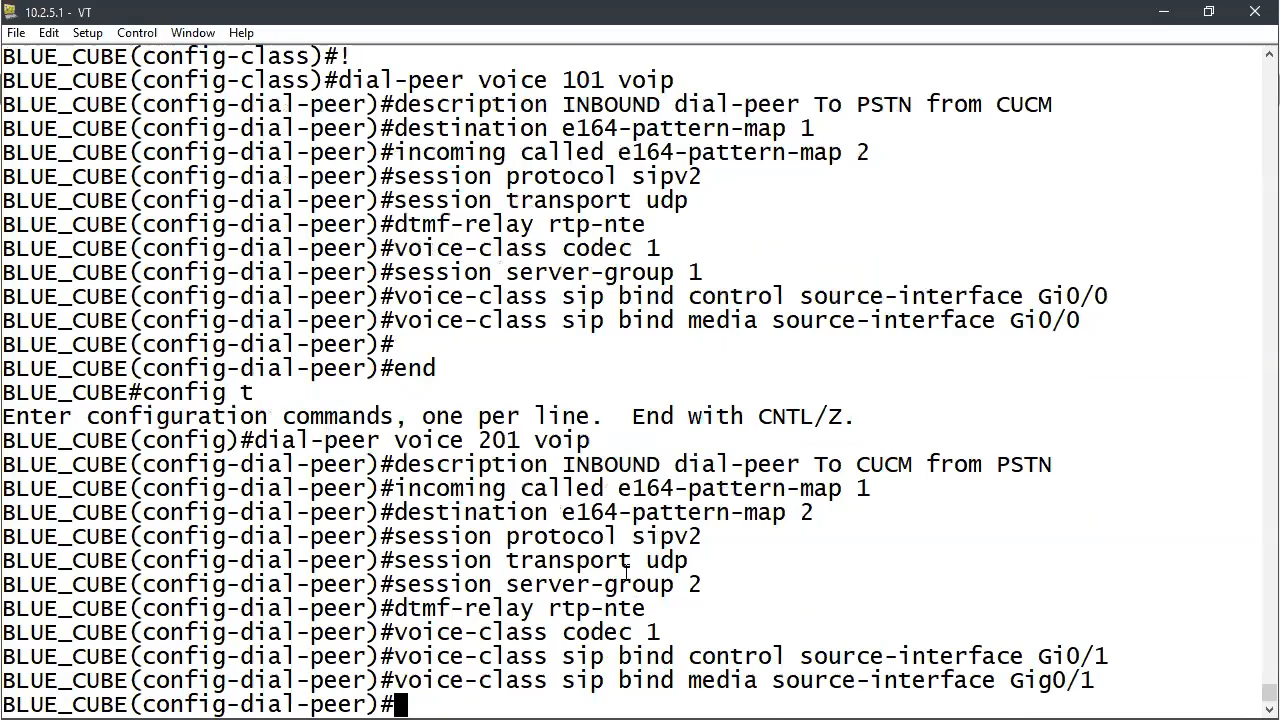 10.2.5.1 - VT
File Edit Setup Control Window Help
BLUE_CUBE(config-class)#!
BLUE_CUBE(config-class)#dial-peer voice 101 voip
BLUE_CUBE(config-dial-peer)#description INBOUND dial-peer To PSTN from CUCM
BLUE_CUBE(config-dial-peer)#destination e164-pattern-map 1
BLUE_CUBE(config-dial-peer)#incoming called e164-pattern-map 2
BLUE_CUBE(config-dial-peer)#session protocol sipv2
BLUE_CUBE(config-dial-peer)#session transport udp
BLUE_CUBE(config-dial-peer)#dtmf-relay rtp-nte
BLUE_CUBE(config-dial-peer)#voice-class codec 1
BLUE_CUBE(config-dial-peer)#session server-group 1
BLUE_CUBE(config-dial-peer)#voice-class sip bind control source-interface Gi0/0
BLUE_CUBE(config-dial-peer)#voice-class sip bind media source-interface Gi0/0
BLUE_CUBE(config-dial-peer)#
BLUE_CUBE(config-dial-peer)#end
BLUE_CUBE#config t
Enter configuration commands, one per line.  End with CNTL/Z.
BLUE_CUBE(config)#dial-peer voice 201 voip
BLUE_CUBE(config-dial-peer)#description INBOUND dial-peer To CUCM from PSTN
BLUE_CUBE(config-dial-peer)#incoming called e164-pattern-map 1
BLUE_CUBE(config-dial-peer)#destination e164-pattern-map 2
BLUE_CUBE(config-dial-peer)#session protocol sipv2
BLUE_CUBE(config-dial-peer)#session transport udp
BLUE_CUBE(config-dial-peer)#session server-group 2
BLUE_CUBE(config-dial-peer)#dtmf-relay rtp-nte
BLUE_CUBE(config-dial-peer)#voice-class codec 1
BLUE_CUBE(config-dial-peer)#voice-class sip bind control source-interface Gi0/1
BLUE_CUBE(config-dial-peer)#voice-class sip bind media source-interface Gig0/1
BLUE_CUBE(config-dial-peer)#